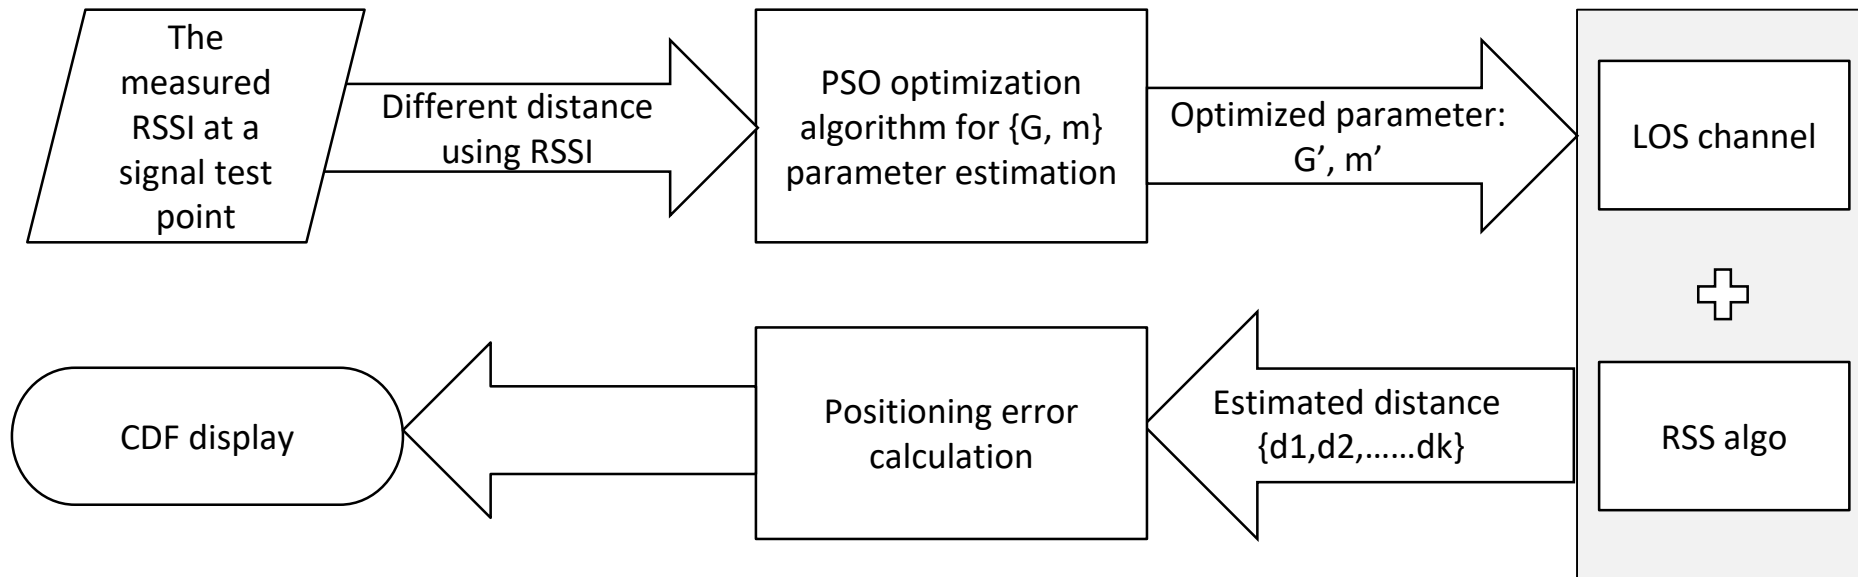 The
measured
RSSI at a
signal test
point
Different distance
using RSSI
PSO optimization
algorithm for {G, m}
parameter estimation
Optimized parameter:
G’, m’
LOS channel
RSS algo
Estimated distance
{d1,d2,......dk}
Positioning error
calculation
CDF display